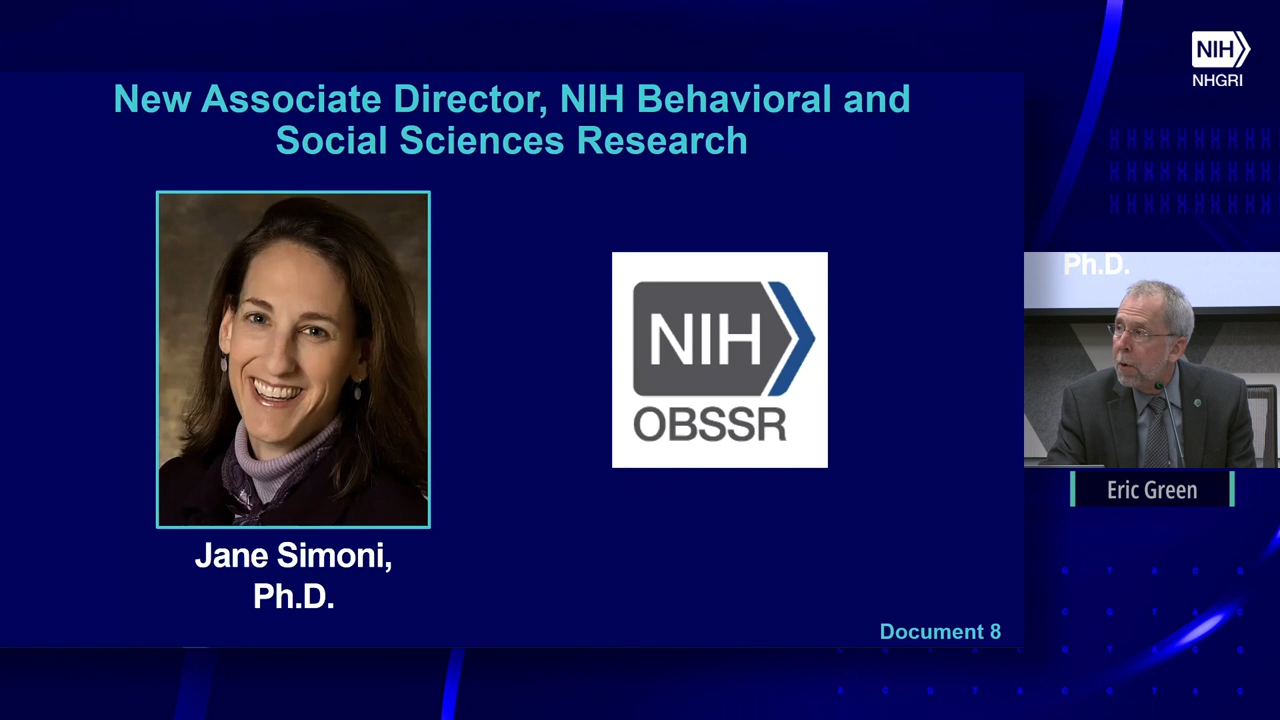 NIH
NHGRI
New Associate Director, NIH Behavioral and
Social Sciences Research
NIH
OBSSR
Jane Simoni,
Ph.D.
Document 8
Ph.D.
Eric Green